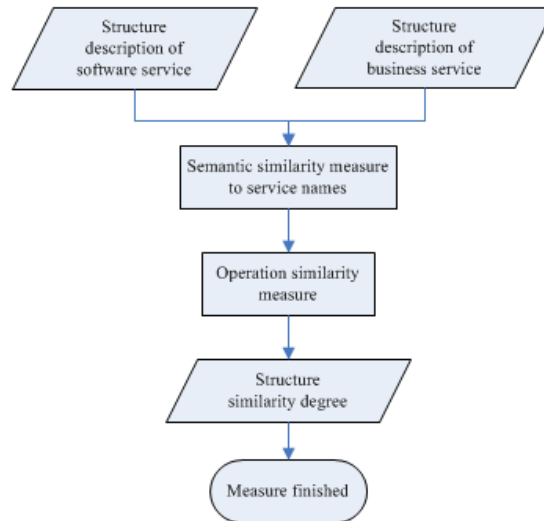 Structure
description of
software service
Structure
description of
business service
Semantic similarity measure
to service names
Operation similarity
measure
Structure
similarity degree
Measure finished